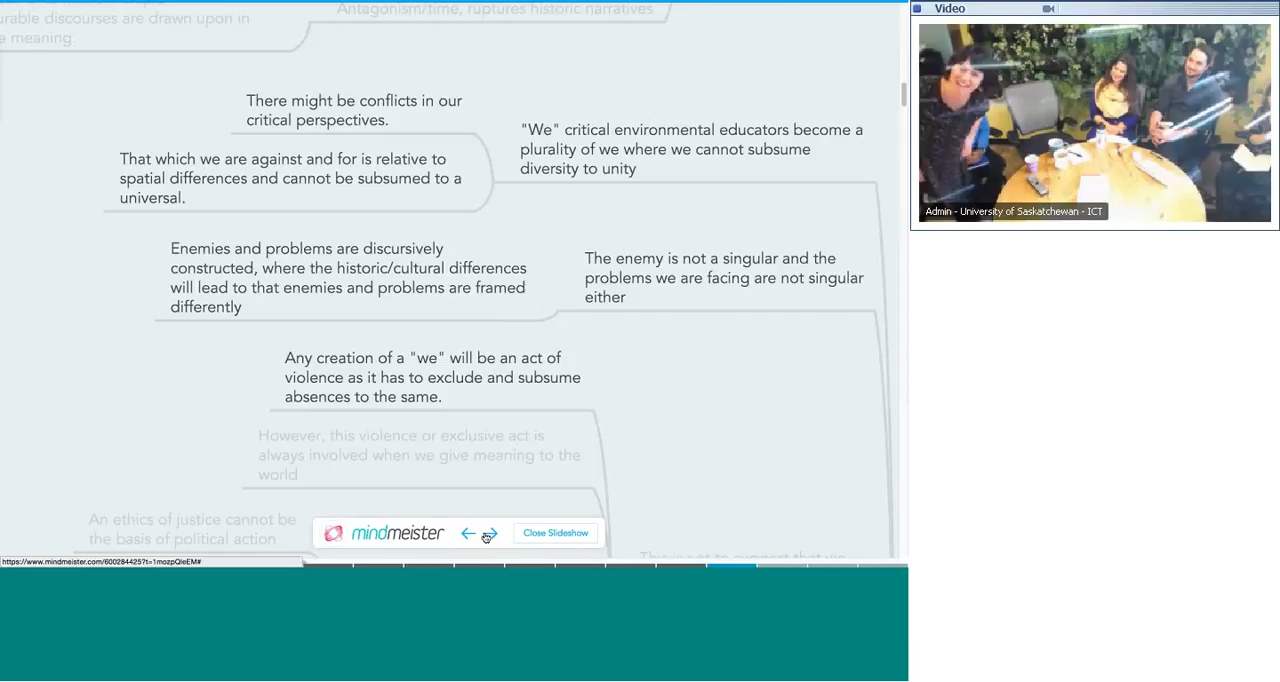 urable discourses are drawn upon in
e meaning.
Antagonism/time, ruptures historic narratives
There might be conflicts in our
critical perspectives.
That which we are against and for is relative to
spatial differences and cannot be subsumed to a
universal.
"We" critical environmental educators become a
plurality of we where we cannot subsume
diversity to unity
Enemies and problems are discursively
constructed, where the historic/cultural differences
will lead to that enemies and problems are framed
differently
The enemy is not a singular and the
problems we are facing are not singular
either
Any creation of a "we" will be an act of
violence as it has to exclude and subsume
absences to the same.
However, this violence or exclusive act is
always involved when we give meaning to the
world
An ethics of justice cannot be
the basis of political action
This is not to suggest that we
mindmeister
Close Slideshow
https://www.mindmeister.com/600284425?t=1mozpQleEM#
Video
Admin - University of Saskatchewan - ICT